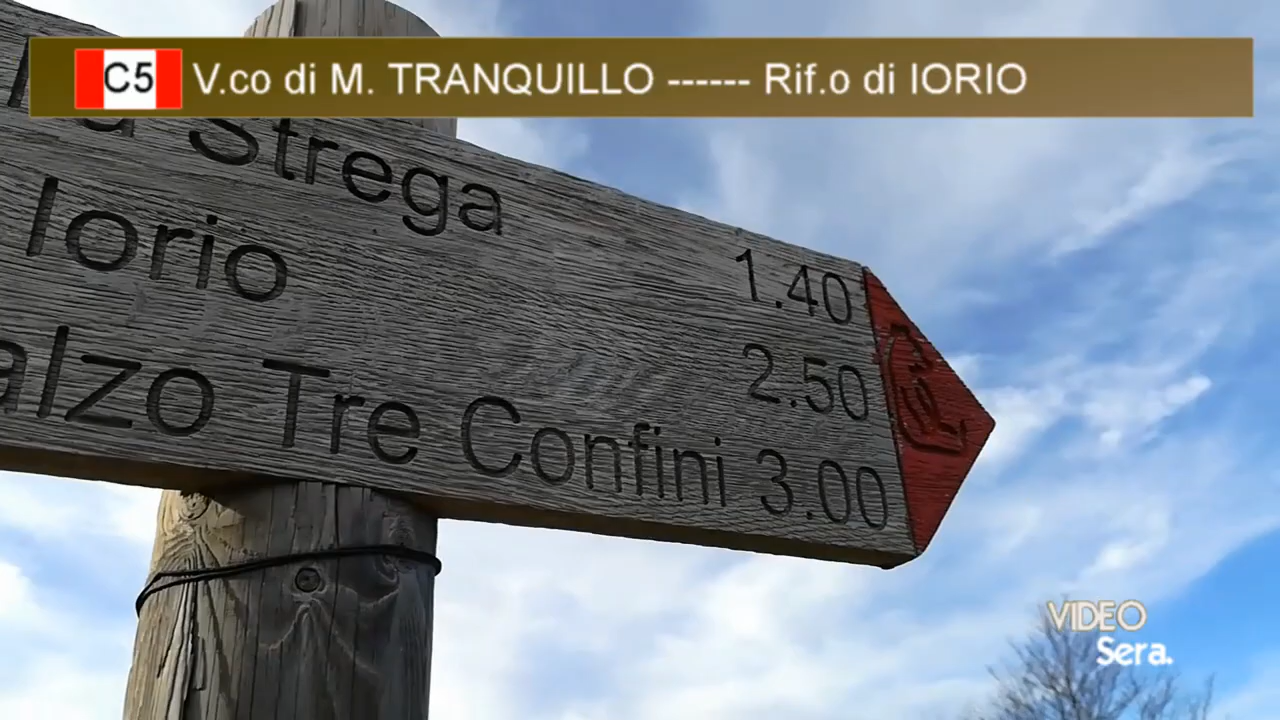 C5 V.co di M. TRANQUILLO ------ Rif.o di IORIO
Strega 1.40
Iorio 2.50
alzo Tre Confini 3.00
VIDEO
Sera.